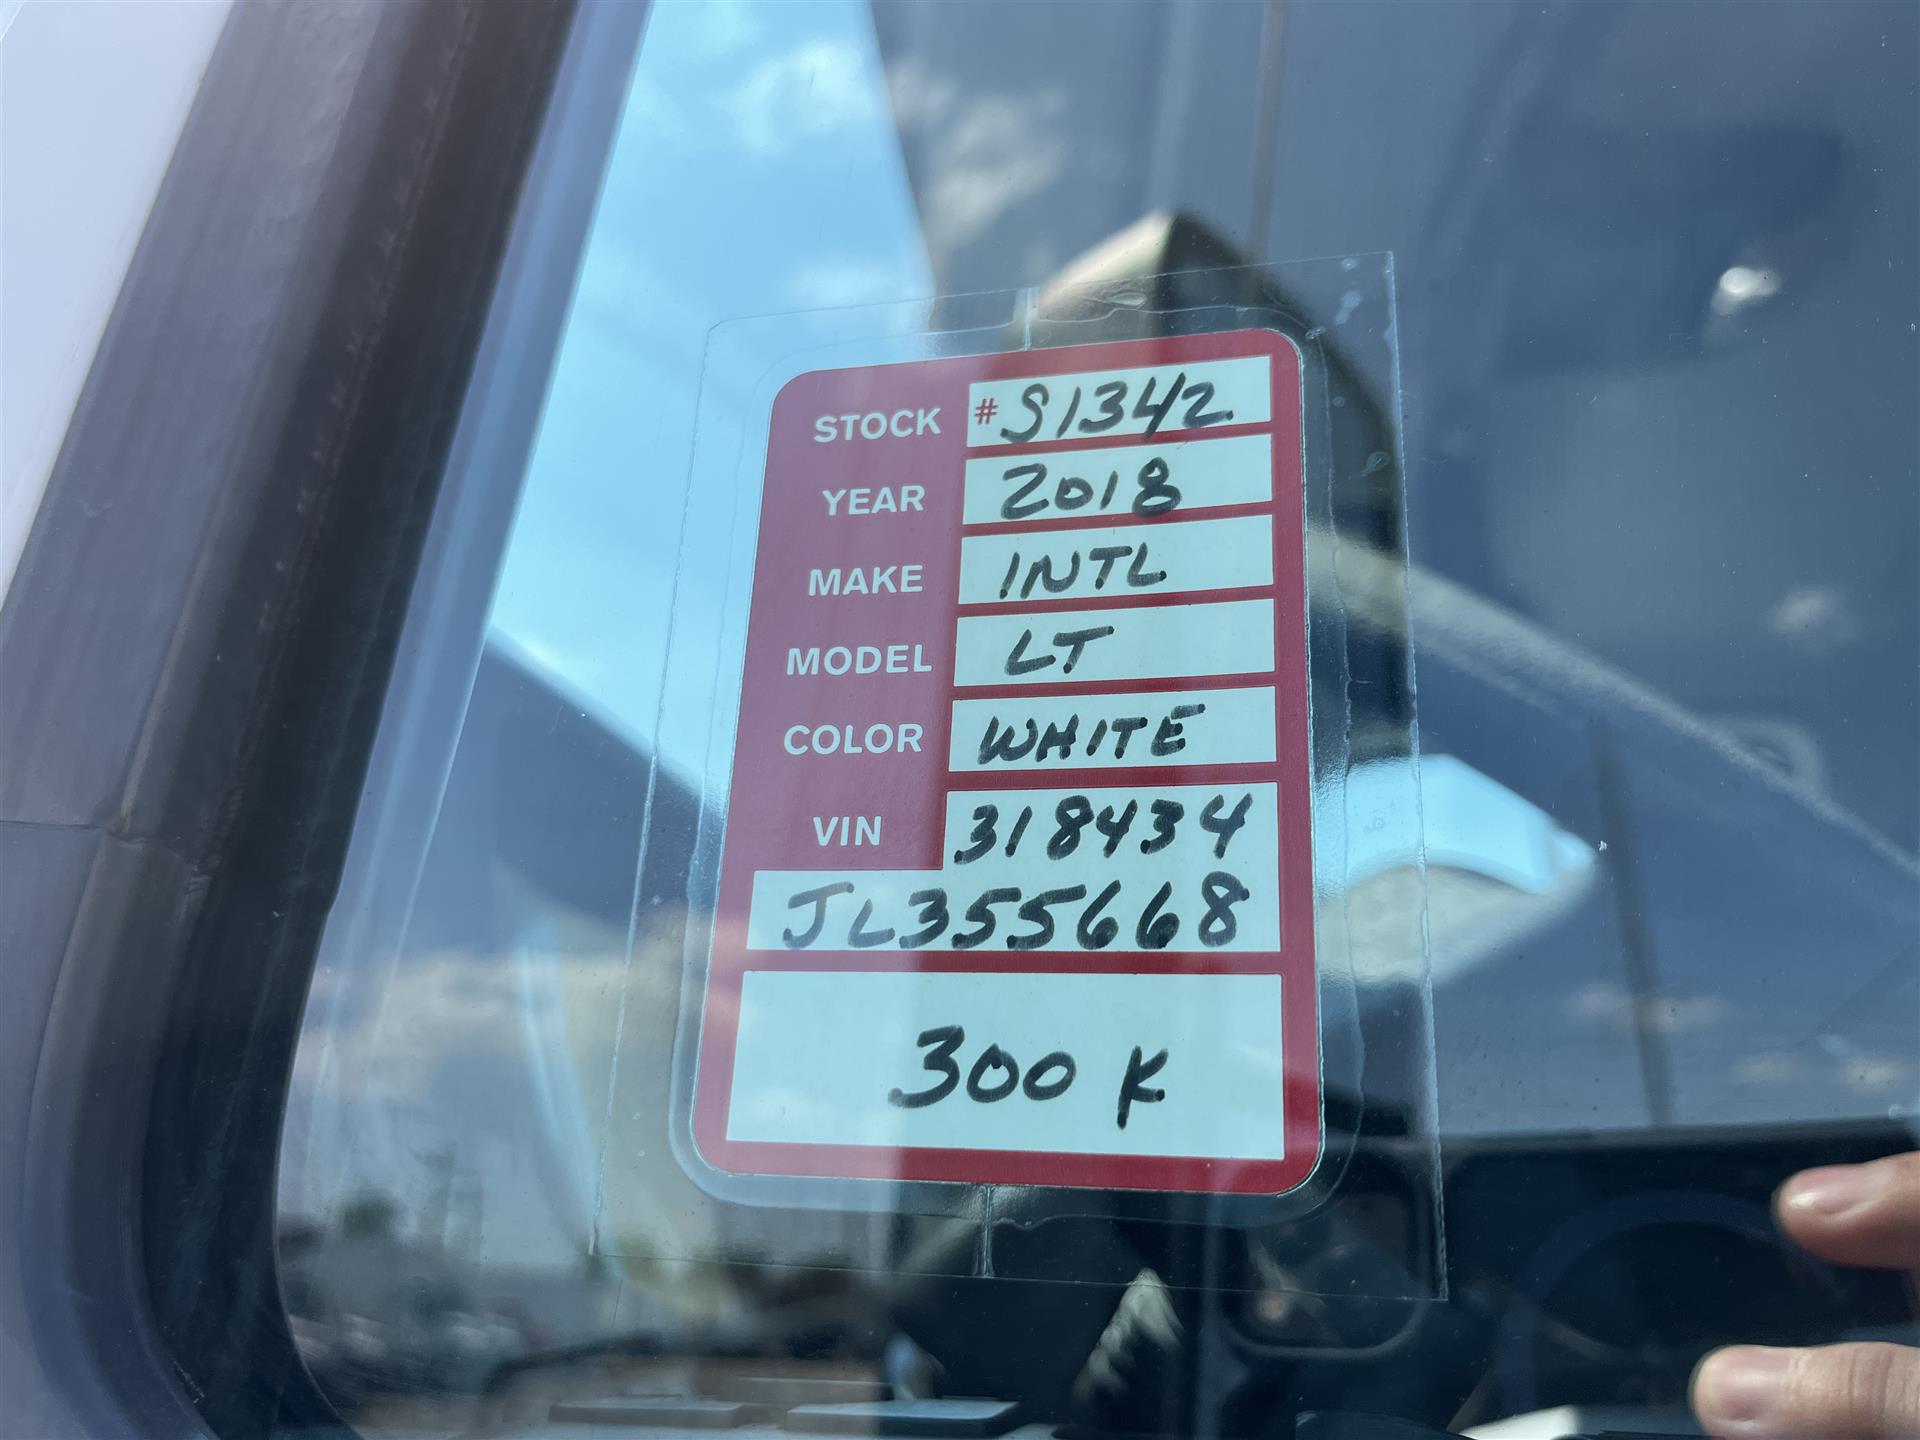 STOCK # S1342
YEAR 2018
MAKE INTL
MODEL LT
COLOR WHITE
VIN 318434
JL355668
300 K